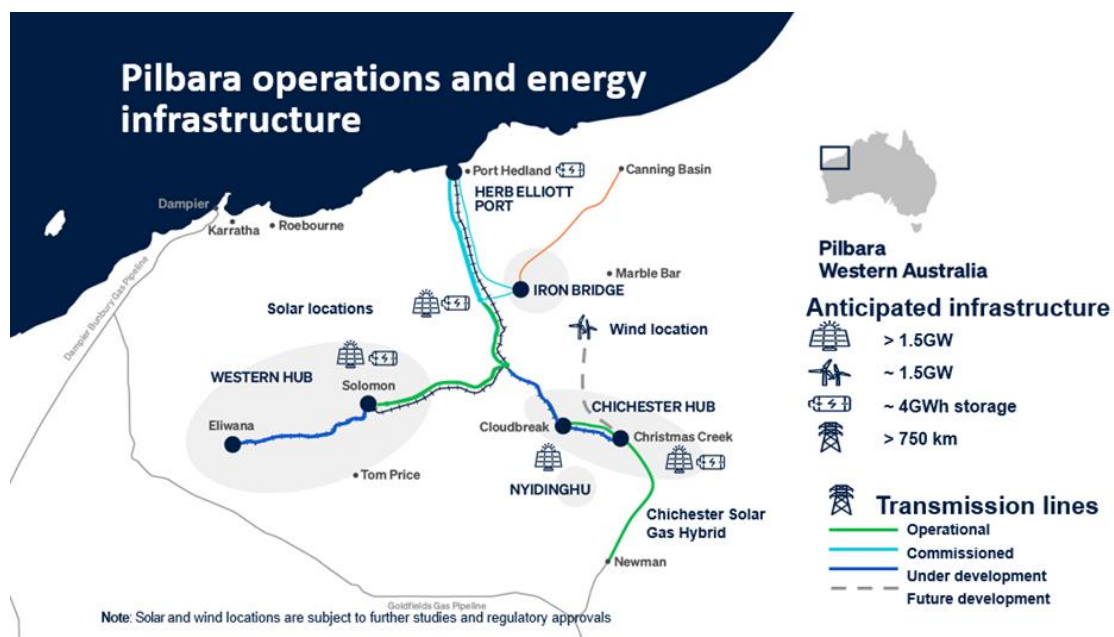 Pilbara operations and energy
infrastructure
Port Hedland
HERB ELLIOTT
PORT
Canning Basin
Dampier
Karratha
Roebourne
Dampier Bunbury Gas Pipeline
Marble Bar
IRON BRIDGE
Solar locations
Wind location
WESTERN HUB
Solomon
Eliwana
CHICHESTER HUB
Cloudbreak
Christmas Creek
Tom Price
NYIDINGHU
Chichester Solar
Gas Hybrid
Newman
Goldfields Gas Pipeline
Note: Solar and wind locations are subject to further studies and regulatory approvals
Pilbara
Western Australia
Anticipated infrastructure
> 1.5GW
~ 1.5GW
~ 4GWh storage
> 750 km
Transmission lines
Operational
Commissioned
Under development
Future development